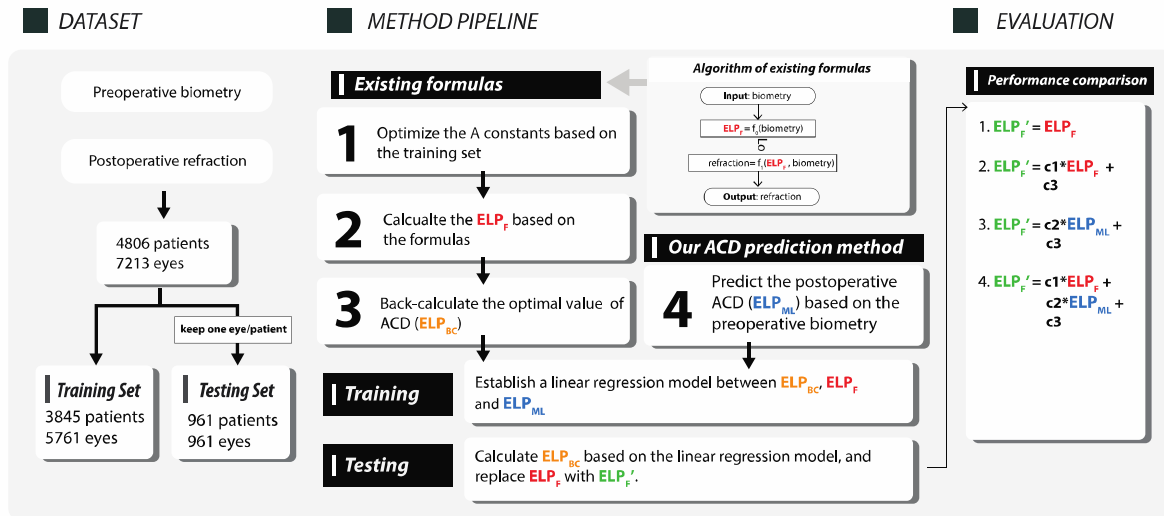 DATASET
METHOD PIPELINE
EVALUATION
Preoperative biometry
Postoperative refraction
4806 patients
7213 eyes
keep one eye/patient
Training Set
3845 patients
5761 eyes
Testing Set
961 patients
961 eyes
Existing formulas
1 Optimize the A constants based on
the training set
2 Calcualte the ELPF based on
the formulas
3 Back-calculate the optimal value of
ACD (ELPBC)
Algorithm of existing formulas
Input: biometry
ELPF = f0(biometry)
refraction= f1(ELPF, biometry)
Output: refraction
Our ACD prediction method
4 Predict the postoperative
ACD (ELPML) based on the
preoperative biometry
Training
Establish a linear regression model between ELPBC, ELPF
and ELPML
Testing
Calculate ELPBC based on the linear regression model, and
replace ELPF with ELPF'.
Performance comparison
1. ELPF' = ELPF
2. ELPF' = c1*ELPF +
c3
3. ELPF' = c2*ELPML +
c3
4. ELPF' = c1*ELPF +
c2*ELPML +
c3